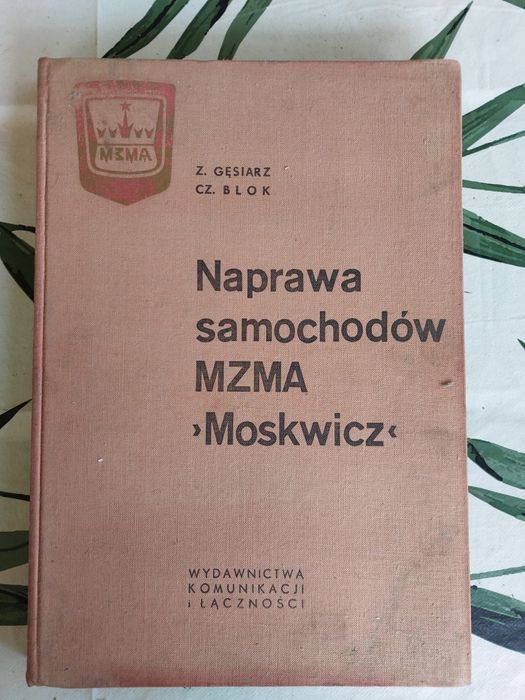 MZMA
Z. GĘSIARZ
CZ. BLOK
Naprawa
samochodów
MZMA
›Moskwicz‹
WYDAWNICTWA
KOMUNIKACJI
i ŁĄCZNOŚCI